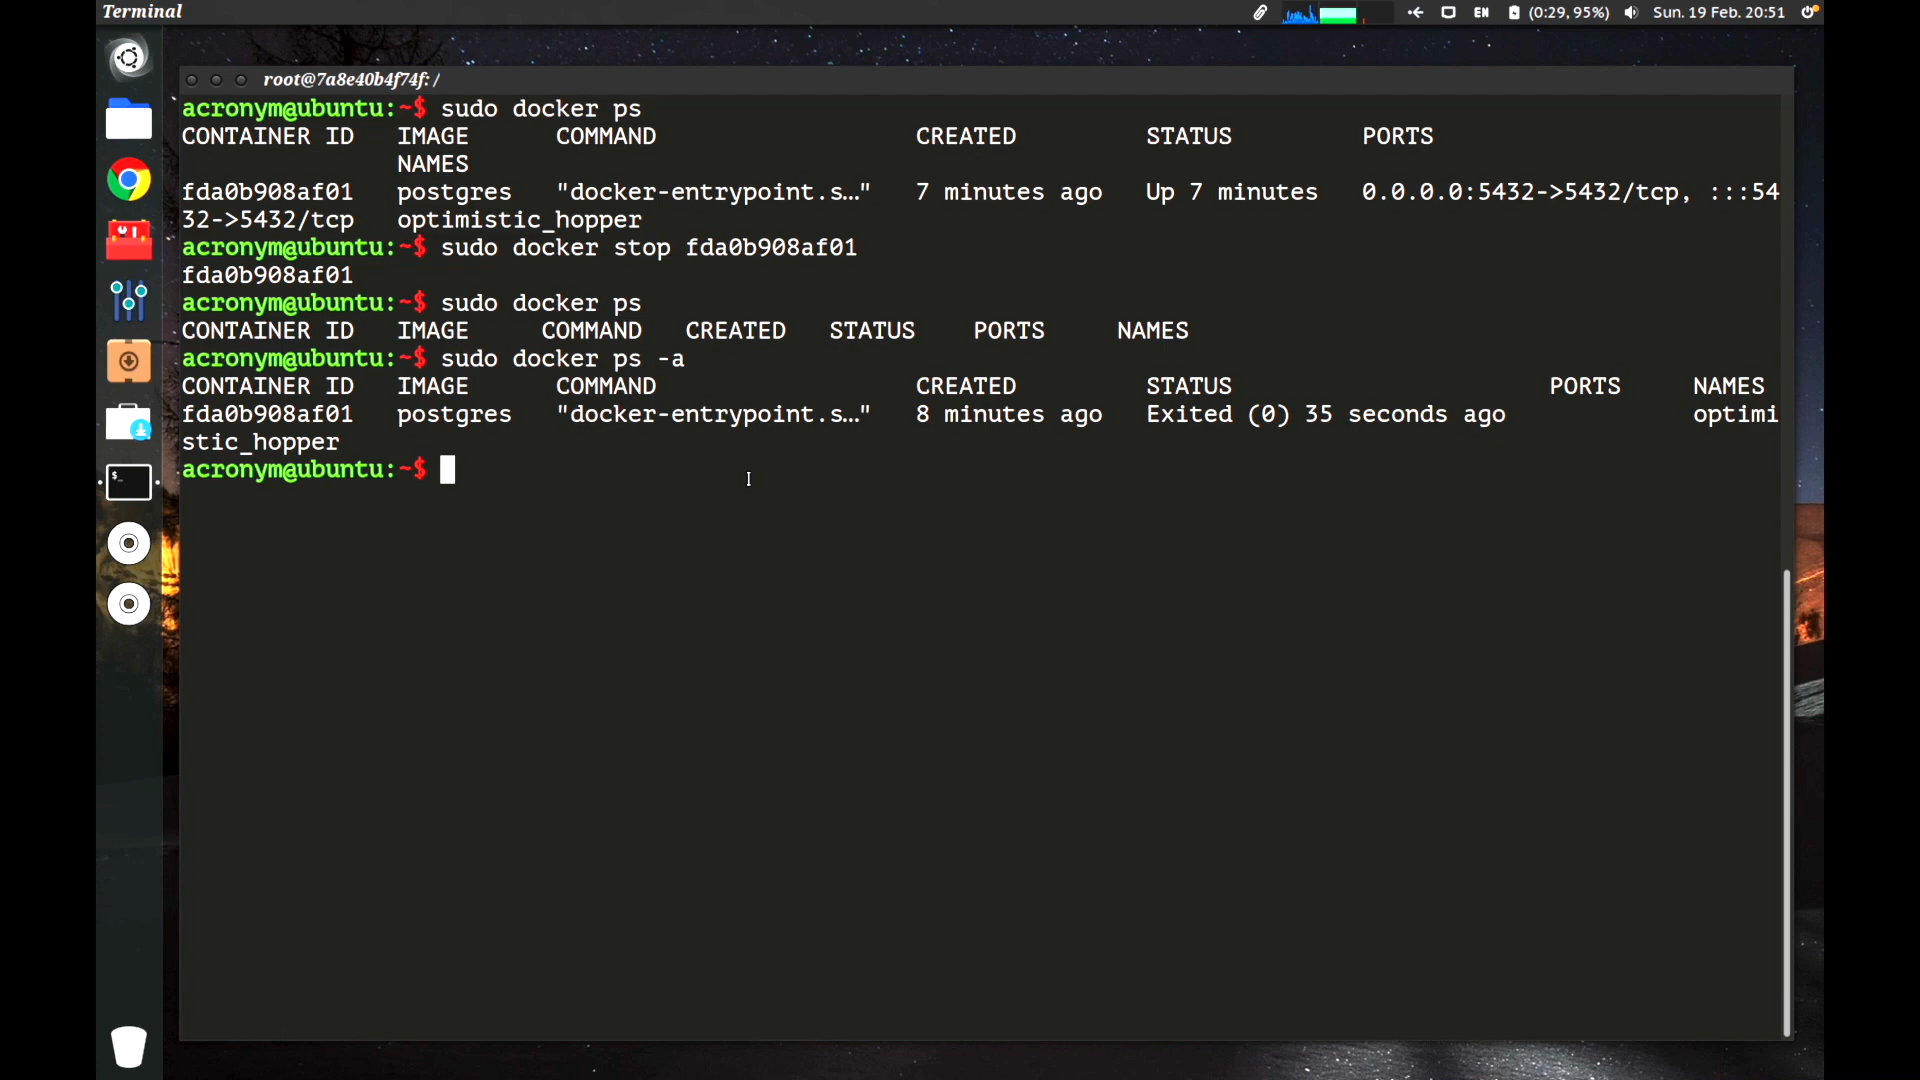 Terminal
EN (0:29, 95%) Sun. 19 Feb. 20:51
root@7a8e40b4f74f: /
acronym@ubuntu:~$ sudo docker ps
CONTAINER ID IMAGE COMMAND CREATED STATUS PORTS
NAMES
fda0b908af01 postgres "docker-entrypoint.s…" 7 minutes ago Up 7 minutes 0.0.0.0:5432->5432/tcp, :::54
32->5432/tcp optimistic_hopper
acronym@ubuntu:~$ sudo docker stop fda0b908af01
fda0b908af01
acronym@ubuntu:~$ sudo docker ps
CONTAINER ID IMAGE COMMAND CREATED STATUS PORTS NAMES
acronym@ubuntu:~$ sudo docker ps -a
CONTAINER ID IMAGE COMMAND CREATED STATUS PORTS NAMES
fda0b908af01 postgres "docker-entrypoint.s…" 8 minutes ago Exited (0) 35 seconds ago optimi
stic_hopper
acronym@ubuntu:~$